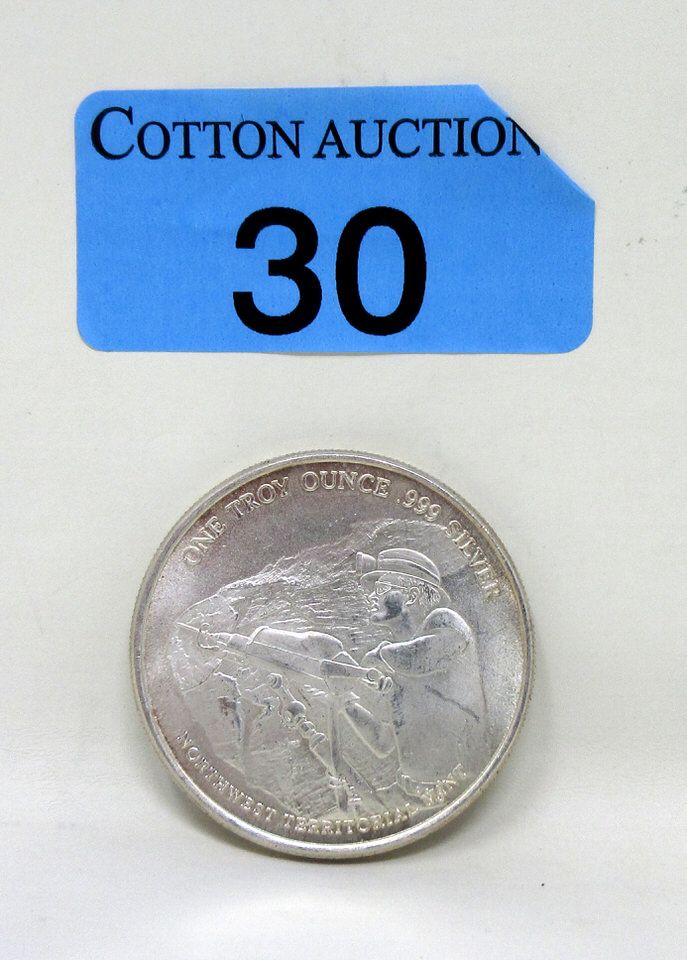 COTTON AUCTION
30
ONE TROY OUNCE .999 SILVER
NORTHWEST TERRITORIAL MINT